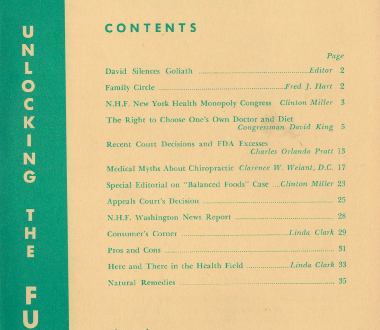 UNLOCKING THE FU
CONTENTS
Page
David Silences Goliath ... Editor 2
Family Circle ... Fred J. Hart 2
N.H.F. New York Health Monopoly Congress Clinton Miller 3
The Right to Choose One's Own Doctor and Diet
Congressman David King 5
Recent Court Decisions and FDA Excesses
Charles Orlando Pratt 13
Medical Myths About Chiropractic Clarence W. Weiant, D.C. 17
Special Editorial on "Balanced Foods" Case ... Clinton Miller 23
Appeals Court's Decision ... 25
N.H.F. Washington News Report ... 28
Consumer's Corner ... Linda Clark 29
Pros and Cons ... 31
Here and There in the Health Field ... Linda Clark 33
Natural Remedies ... 35